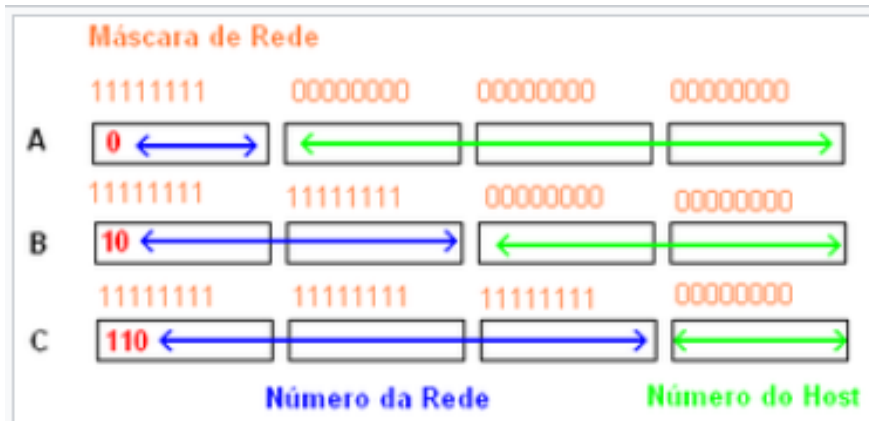 Máscara de Rede
11111111 00000000 00000000 00000000
A 0
11111111 11111111 00000000 00000000
B 10
11111111 11111111 11111111 00000000
C 110
Número da Rede Número do Host